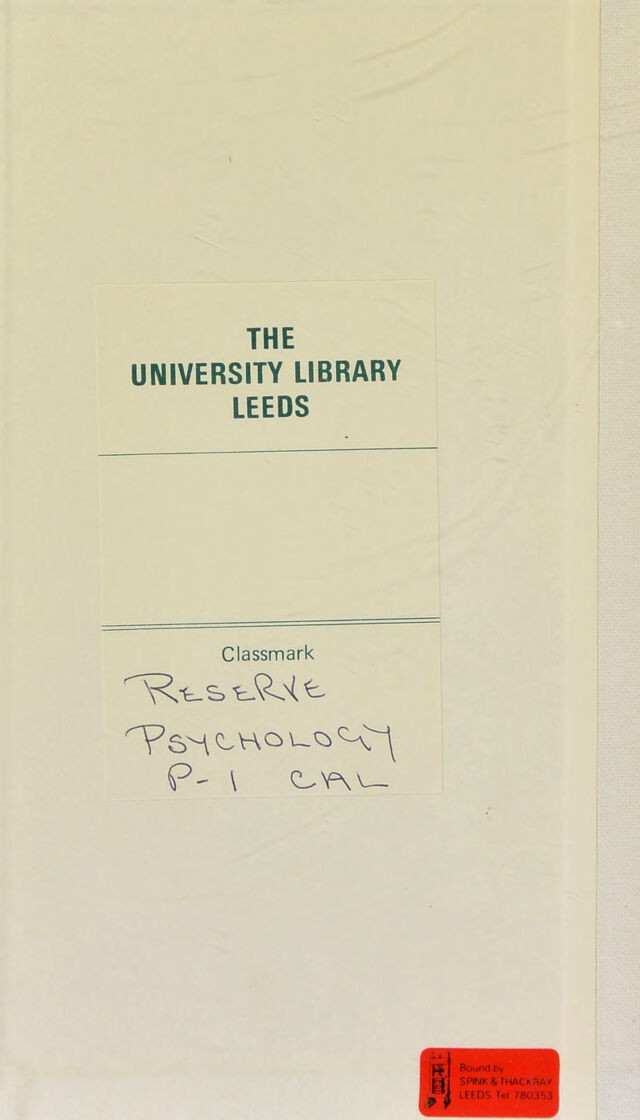 THE
UNIVERSITY LIBRARY
LEEDS
Classmark
RESERVE
PSYCHOLOGY
P-1 CAL
Bound by
SPINK & THACKRAY
LEEDS Tel 780353